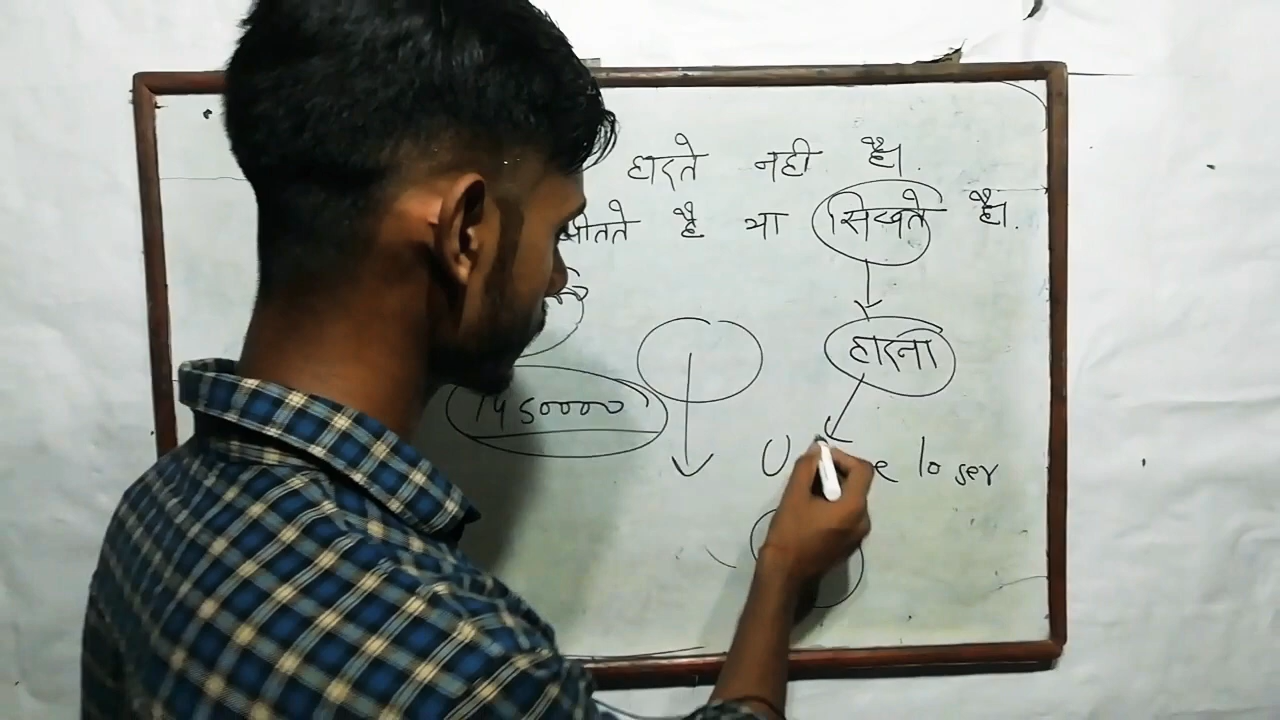 हारते नही है।
जीतते है या सिखते है।
हारना
1450000
U e loser